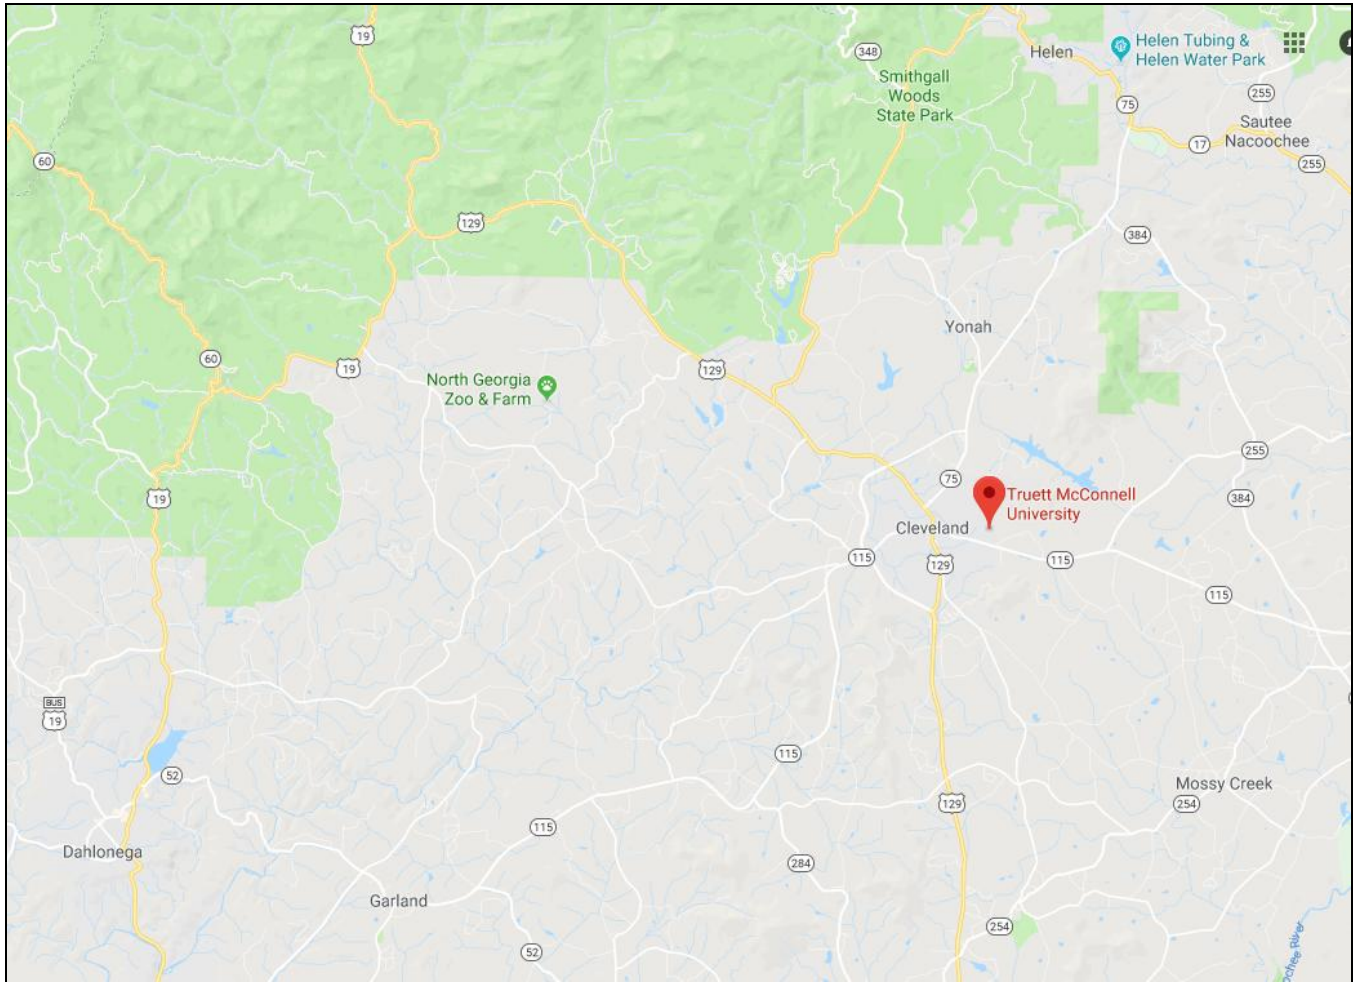 19
348
Helen
Helen Tubing &
Helen Water Park
Smithgall
Woods
State Park
75
255
Sautee
Nacoochee
17
255
60
129
384
Yonah
60
19
129
North Georgia
Zoo & Farm
255
75
384
19
Truett McConnell
University
Cleveland
115
129
115
115
BUS
19
115
52
Mossy Creek
129
254
115
Dahlonega
284
Garland
254
52
ochee River